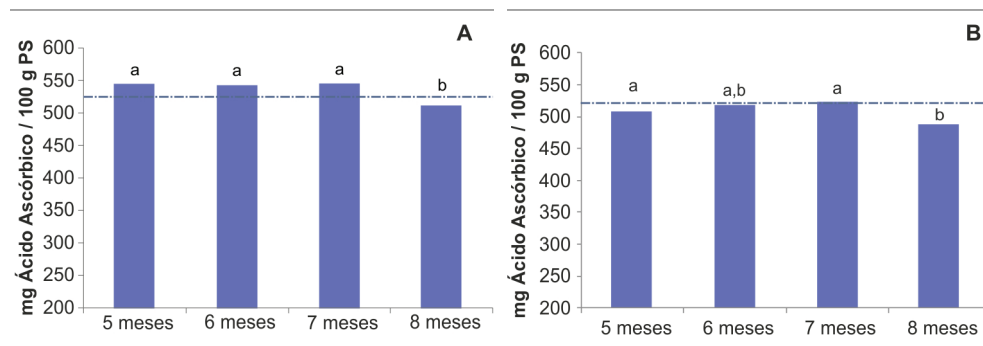 A
mg Ácido Ascórbico / 100 g PS
600
550
500
450
400
350
300
250
200
a
a
a
b
5 meses
6 meses
7 meses
8 meses
B
mg Ácido Ascórbico / 100 g PS
600
550
500
450
400
350
300
250
200
a
a,b
a
b
5 meses
6 meses
7 meses
8 meses